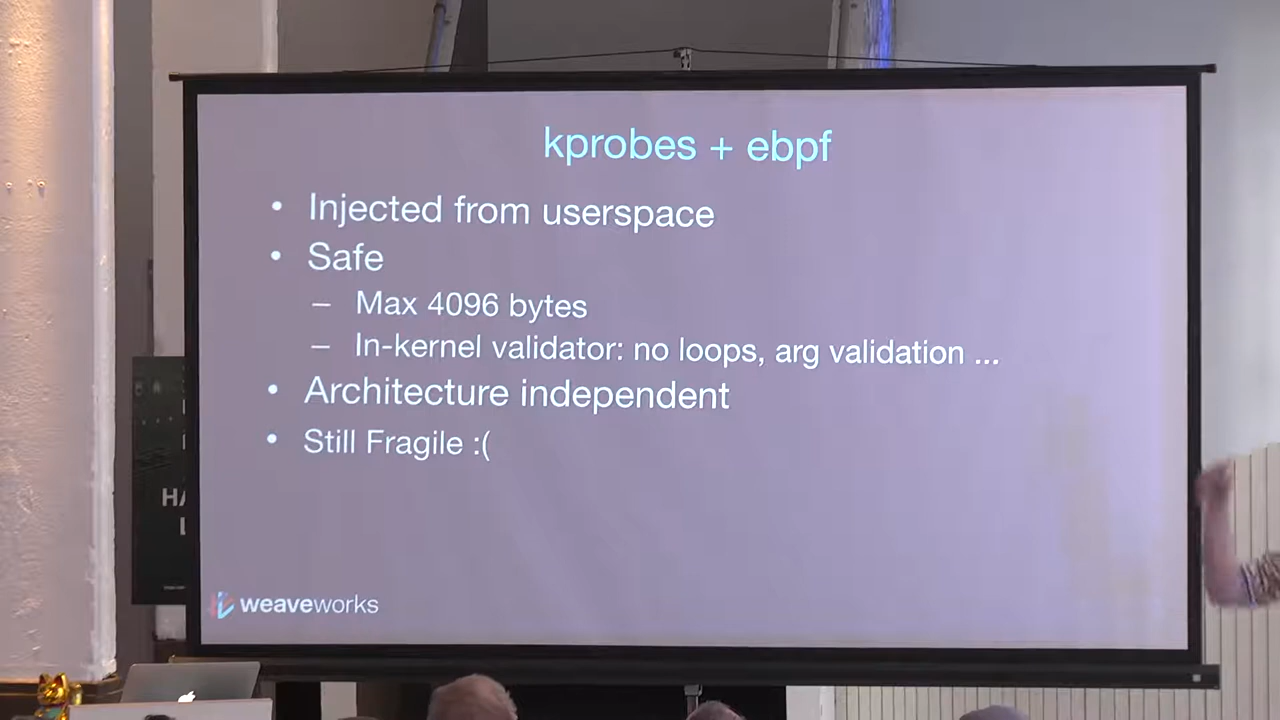 kprobes + ebpf
• Injected from userspace
• Safe
– Max 4096 bytes
– In-kernel validator: no loops, arg validation ...
• Architecture independent
• Still Fragile :(
weaveworks